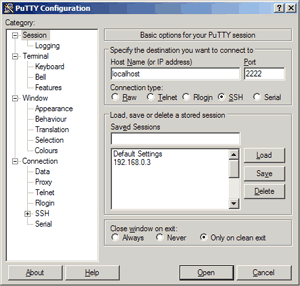 PuTTY Configuration
Category:
Session
Logging
Terminal
Keyboard
Bell
Features
Window
Appearance
Behaviour
Translation
Selection
Colours
Connection
Data
Proxy
Telnet
Rlogin
SSH
Serial
Basic options for your PuTTY session
Specify the destination you want to connect to
Host Name (or IP address) Port
localhost 2222
Connection type:
Raw Telnet Rlogin SSH Serial
Load, save or delete a stored session
Saved Sessions
Default Settings
192.168.0.3
Load
Save
Delete
Close window on exit:
Always Never Only on clean exit
About Help Open Cancel